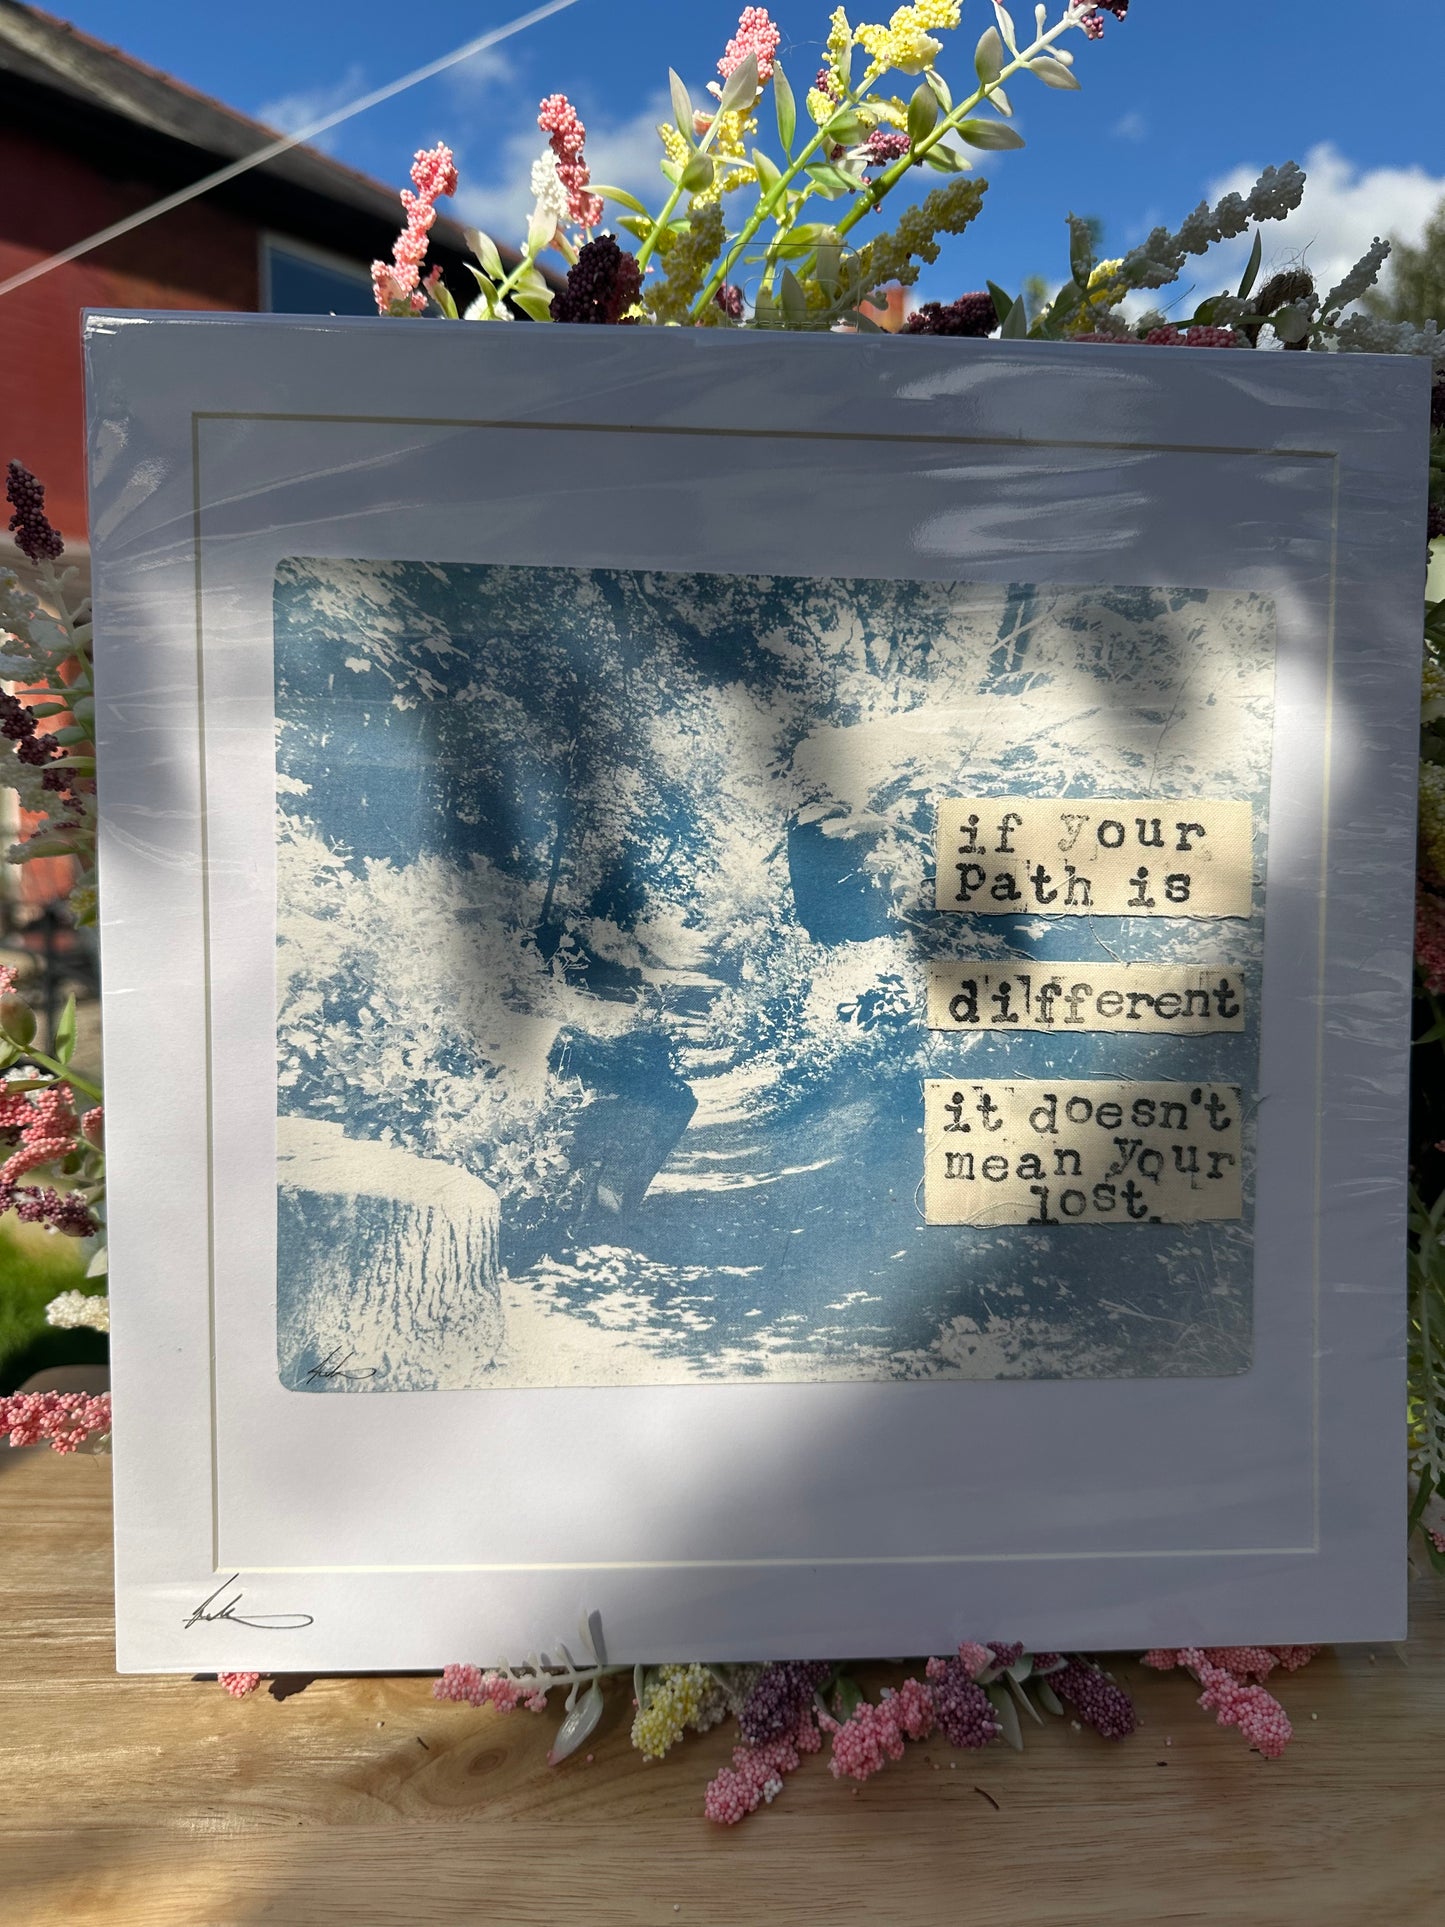 if your
Path is
different
it doesn't
mean your
lost.